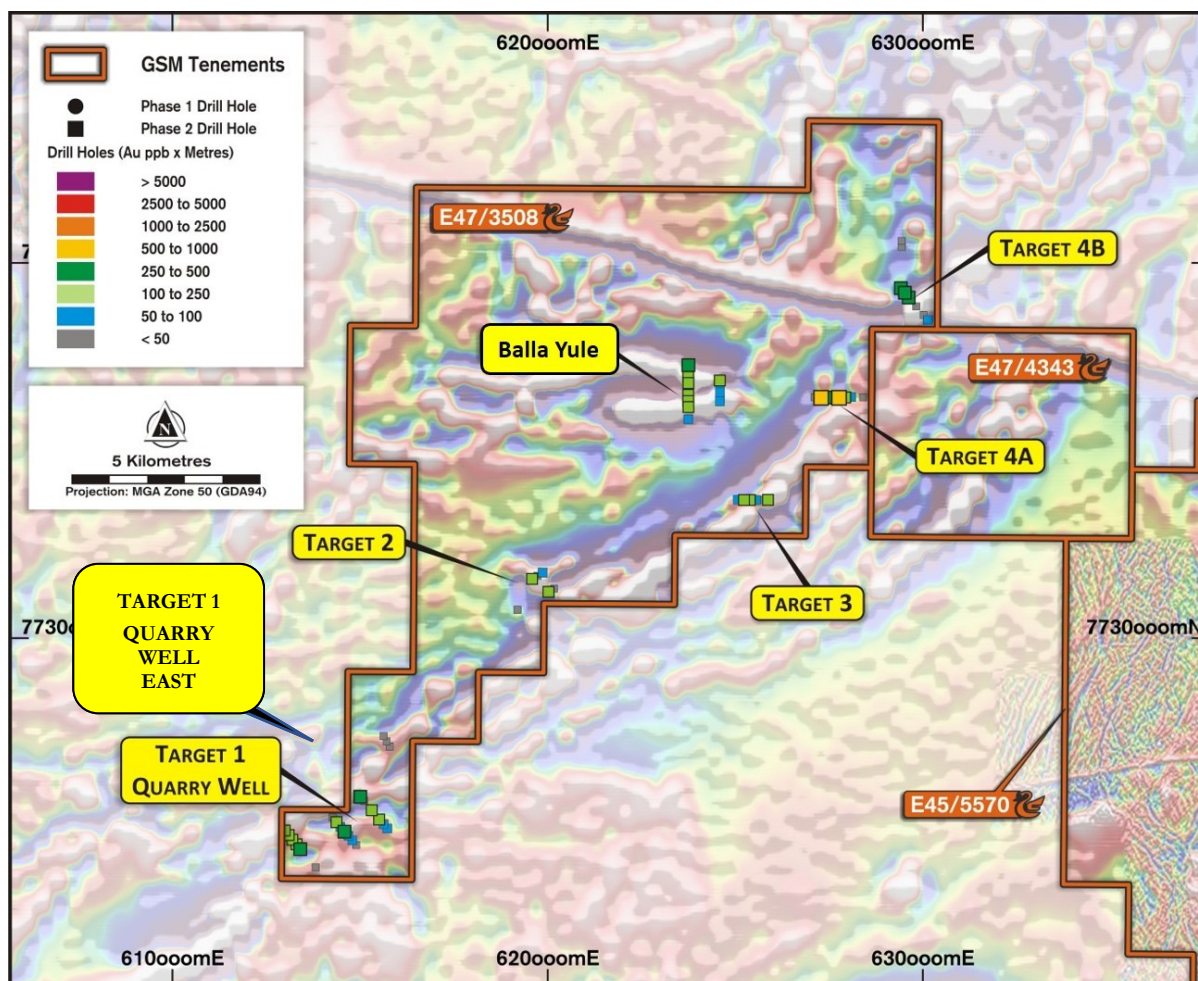 620000mE
630000mE
GSM Tenements
Phase 1 Drill Hole
Phase 2 Drill Hole
Drill Holes (Au ppb x Metres)
> 5000
2500 to 5000
1000 to 2500
500 to 1000
250 to 500
100 to 250
50 to 100
< 50
N
5 Kilometres
Projection: MGA Zone 50 (GDA94)
E47/3508
TARGET 4B
Balla Yule
E47/4343
TARGET 4A
TARGET 2
TARGET 3
TARGET 1
QUARRY
WELL
EAST
7730000mN
TARGET 1
QUARRY WELL
E45/5570
610000mE
620000mE
630000mE